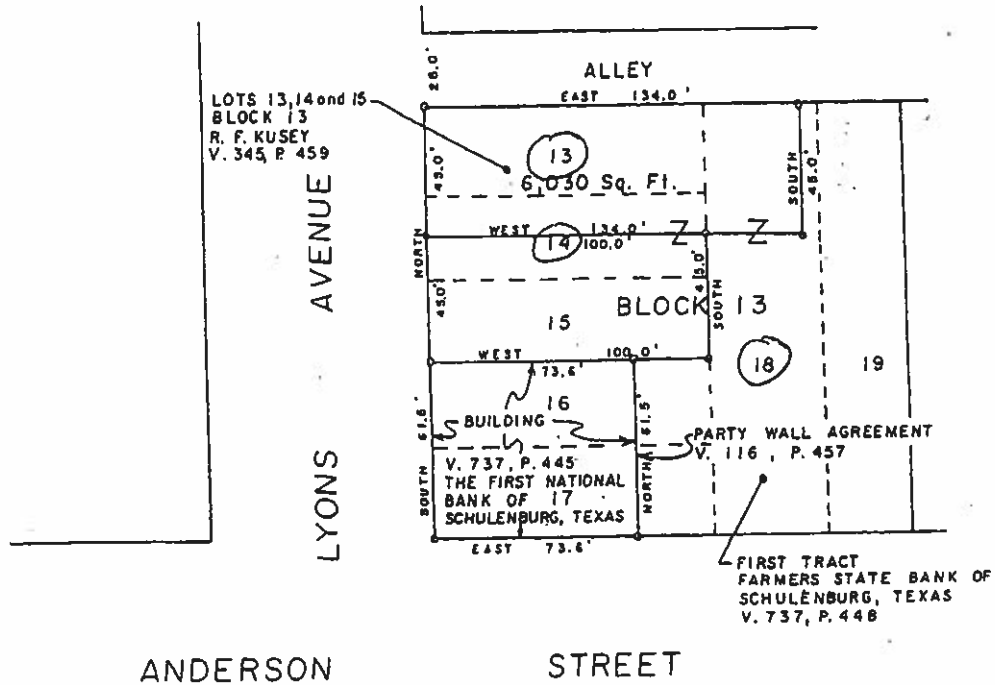 26.0'
ALLEY
EAST 134.0'
LOTS 13,14 and 15
BLOCK 13
R. F. KUSEY
V. 345, P. 459
45.0'
13
6,030 Sq. Ft.
SOUTH 45.0'
LYONS AVENUE
NORTH
WEST 134.0'
14
100.0'
Z Z
45.0'
SOUTH 45.0'
BLOCK 13
15
WEST 100.0'
73.6'
18
19
16
SOUTH 61.6'
BUILDING
NORTH 61.5'
PARTY WALL AGREEMENT
V. 116 , P. 457
V. 737, P. 445
THE FIRST NATIONAL
BANK OF 17
SCHULENBURG, TEXAS
EAST 73.6'
FIRST TRACT
FARMERS STATE BANK OF
SCHULENBURG, TEXAS
V. 737, P. 448
ANDERSON STREET